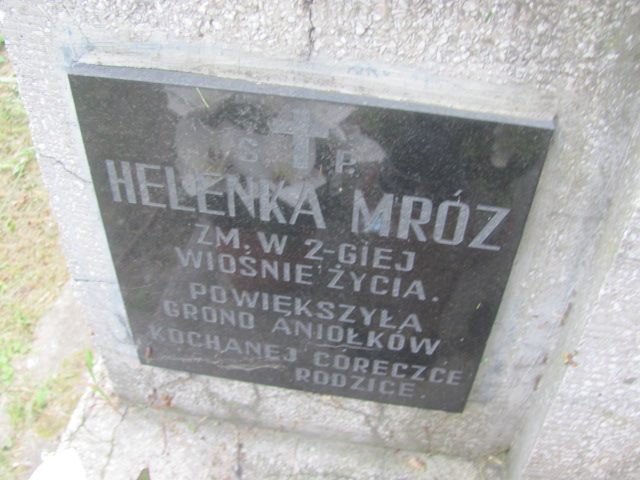 Ś. P.
HELENKA MRÓZ
ZM. W 2-GIEJ
WIOŚNIE ŻYCIA.
POWIĘKSZYŁA
GRONO ANIOŁKÓW
KOCHANEJ CÓRECZCE
RODZICE.